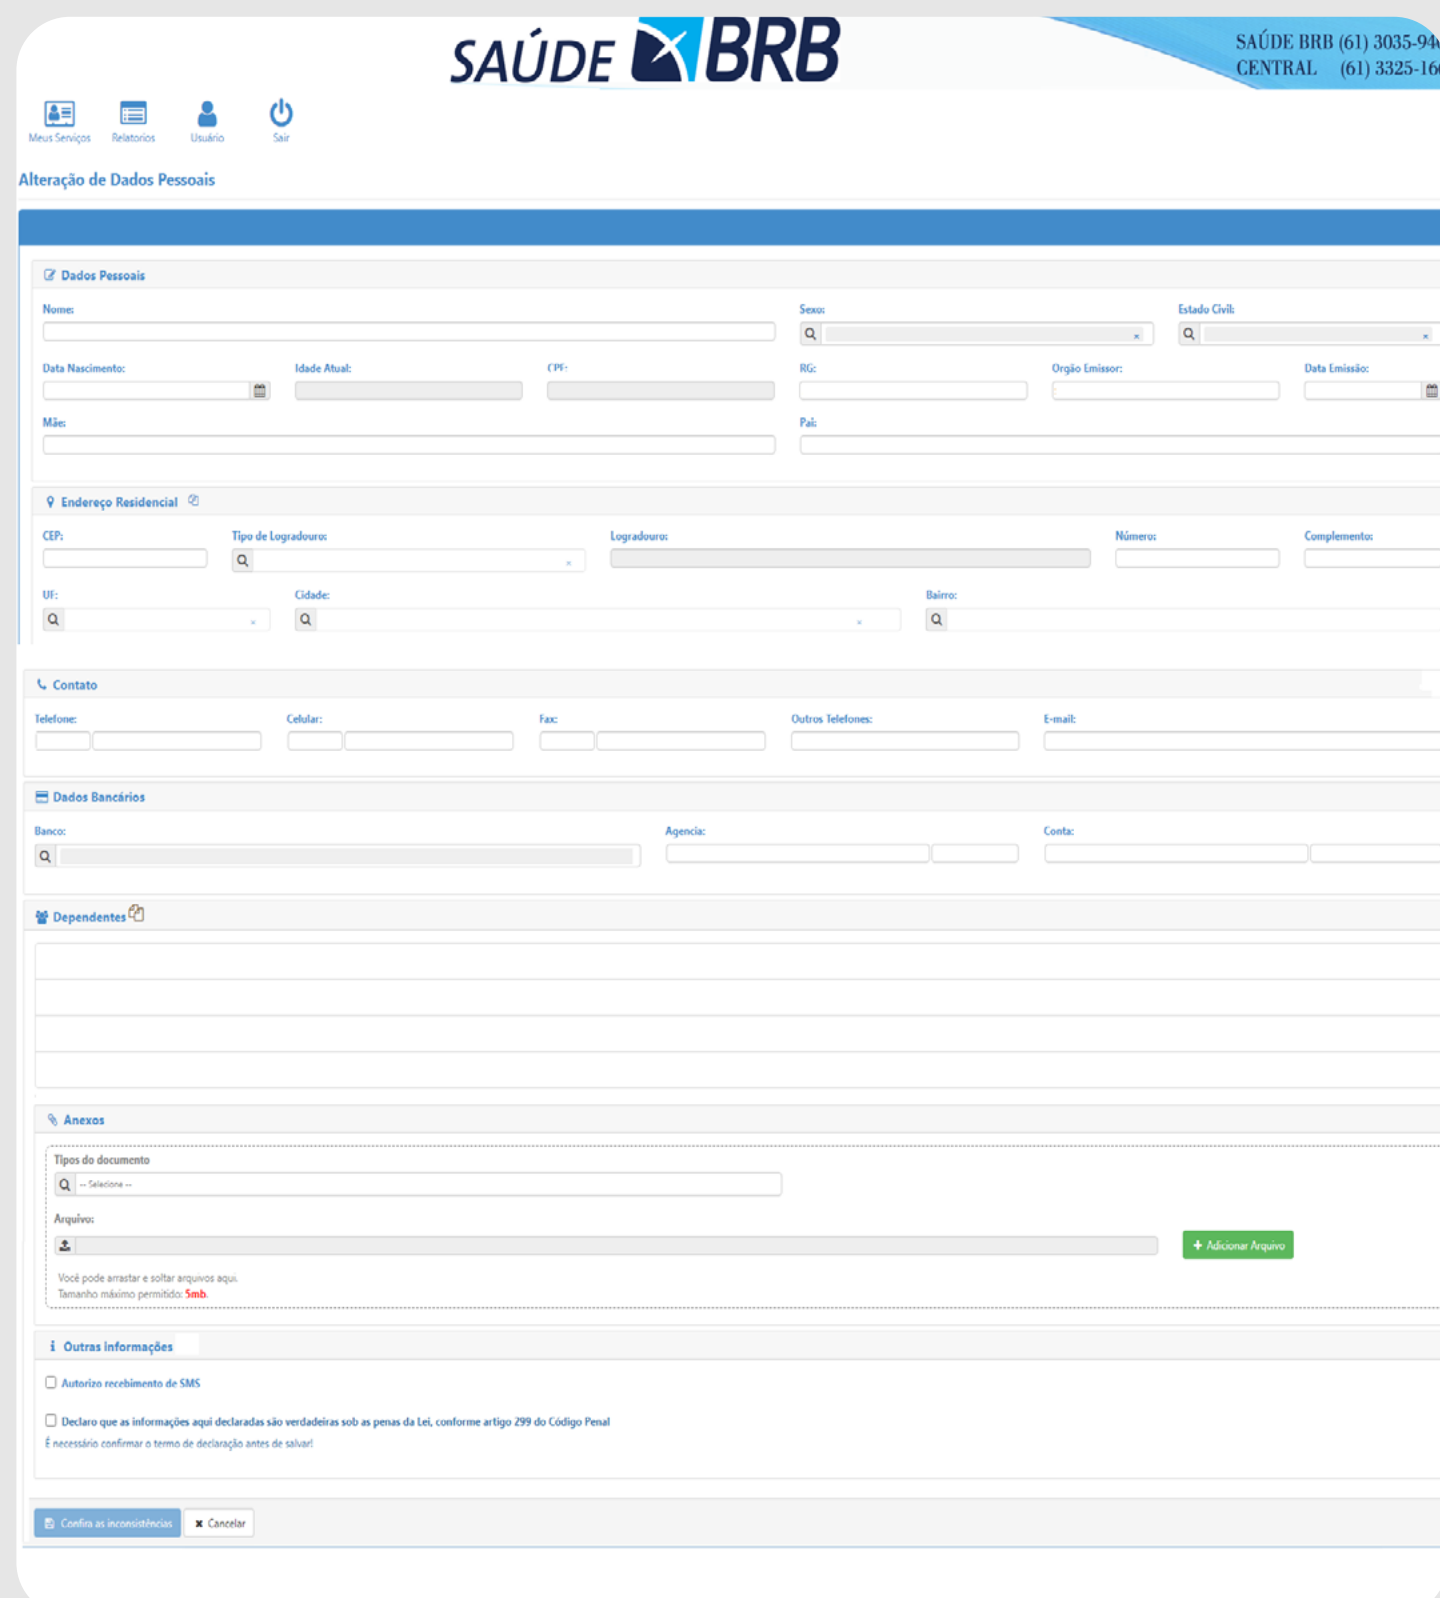 SAÚDE BRB
SAÚDE BRB (61) 3035-94
CENTRAL (61) 3325-16
Meus Serviços Relatorios Usuário Sair
Alteração de Dados Pessoais
Dados Pessoais
Nome: Sexo: Estado Civil:
Data Nascimento: Idade Atual: CPF: RG: Orgão Emissor: Data Emissão:
Mãe: Pai:
Endereço Residencial
CEP: Tipo de Logradouro: Logradouro: Número: Complemento:
UF: Cidade: Bairro:
Contato
Telefone: Celular: Fax: Outros Telefones: E-mail:
Dados Bancários
Banco: Agencia: Conta:
Dependentes
Anexos
Tipos do documento
-- Selecione --
Arquivo:
+ Adicionar Arquivo
Você pode arrastar e soltar arquivos aqui.
Tamanho máximo permitido: 5mb.
Outras Informações
Autorizo recebimento de SMS
Declaro que as informações aqui declaradas são verdadeiras sob as penas da Lei, conforme artigo 299 do Código Penal
É necessário confirmar o termo de declaração antes de salvar!
Confira as inconsistências Cancelar